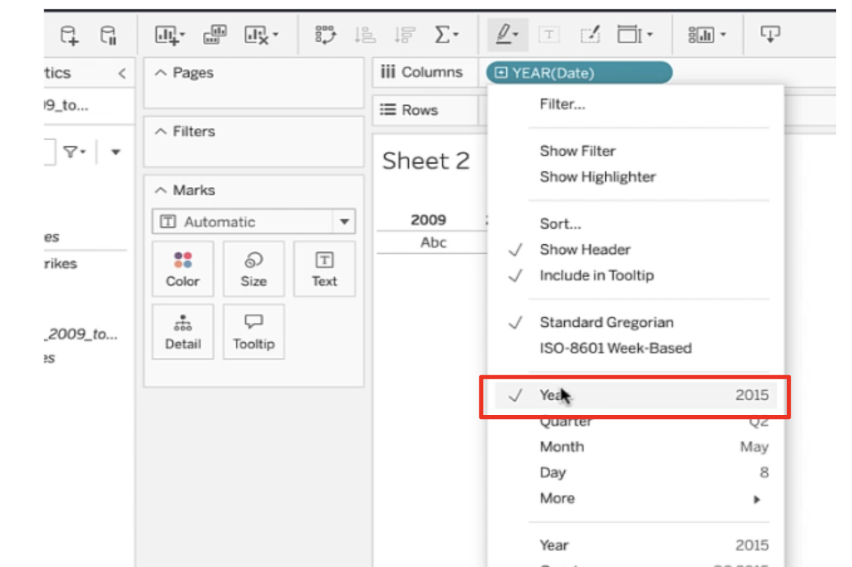 tics
Pages
Columns
YEAR(Date)
9_to...
Rows
Filters
Marks
Automatic
Color
Size
Text
Detail
Tooltip
es
rikes
_2009_to...
es
Sheet 2
2009
Abc
Filter...
Show Filter
Show Highlighter
Sort...
Show Header
Include in Tooltip
Standard Gregorian
ISO-8601 Week-Based
Year 2015
Quarter Q2
Month May
Day 8
More
Year 2015